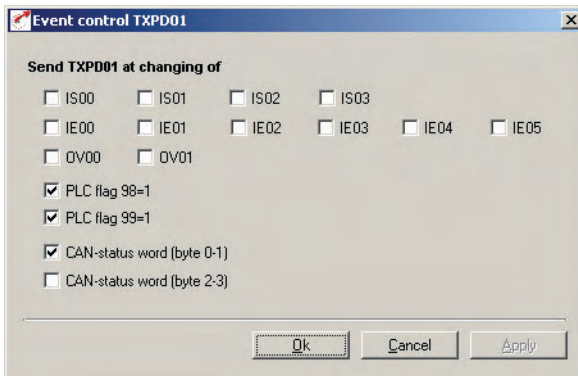 Event control TXPD01
Send TXPD01 at changing of
IS00 IS01 IS02 IS03
IE00 IE01 IE02 IE03 IE04 IE05
OV00 OV01
PLC flag 98=1
PLC flag 99=1
CAN-status word (byte 0-1)
CAN-status word (byte 2-3)
Ok Cancel Apply